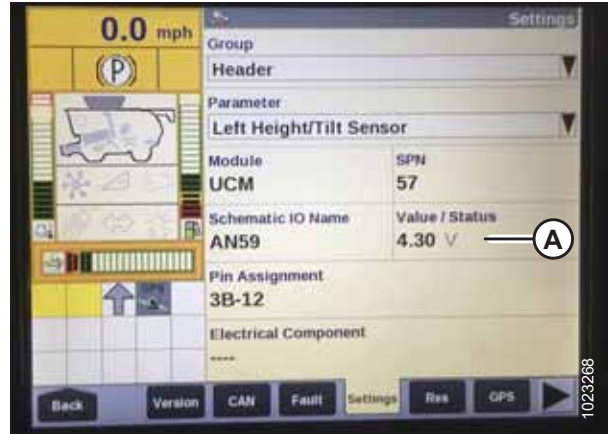 0.0 mph
(P)
Settings
Group
Header
Parameter
Left Height/Tilt Sensor
Module
UCM
SPN
57
Schematic IO Name
AN59
Value / Status
4.30 V
A
Pin Assignment
3B-12
Electrical Component
----
GPS
Back
Version
CAN
Fault
Settings
Res
GPS
1023268